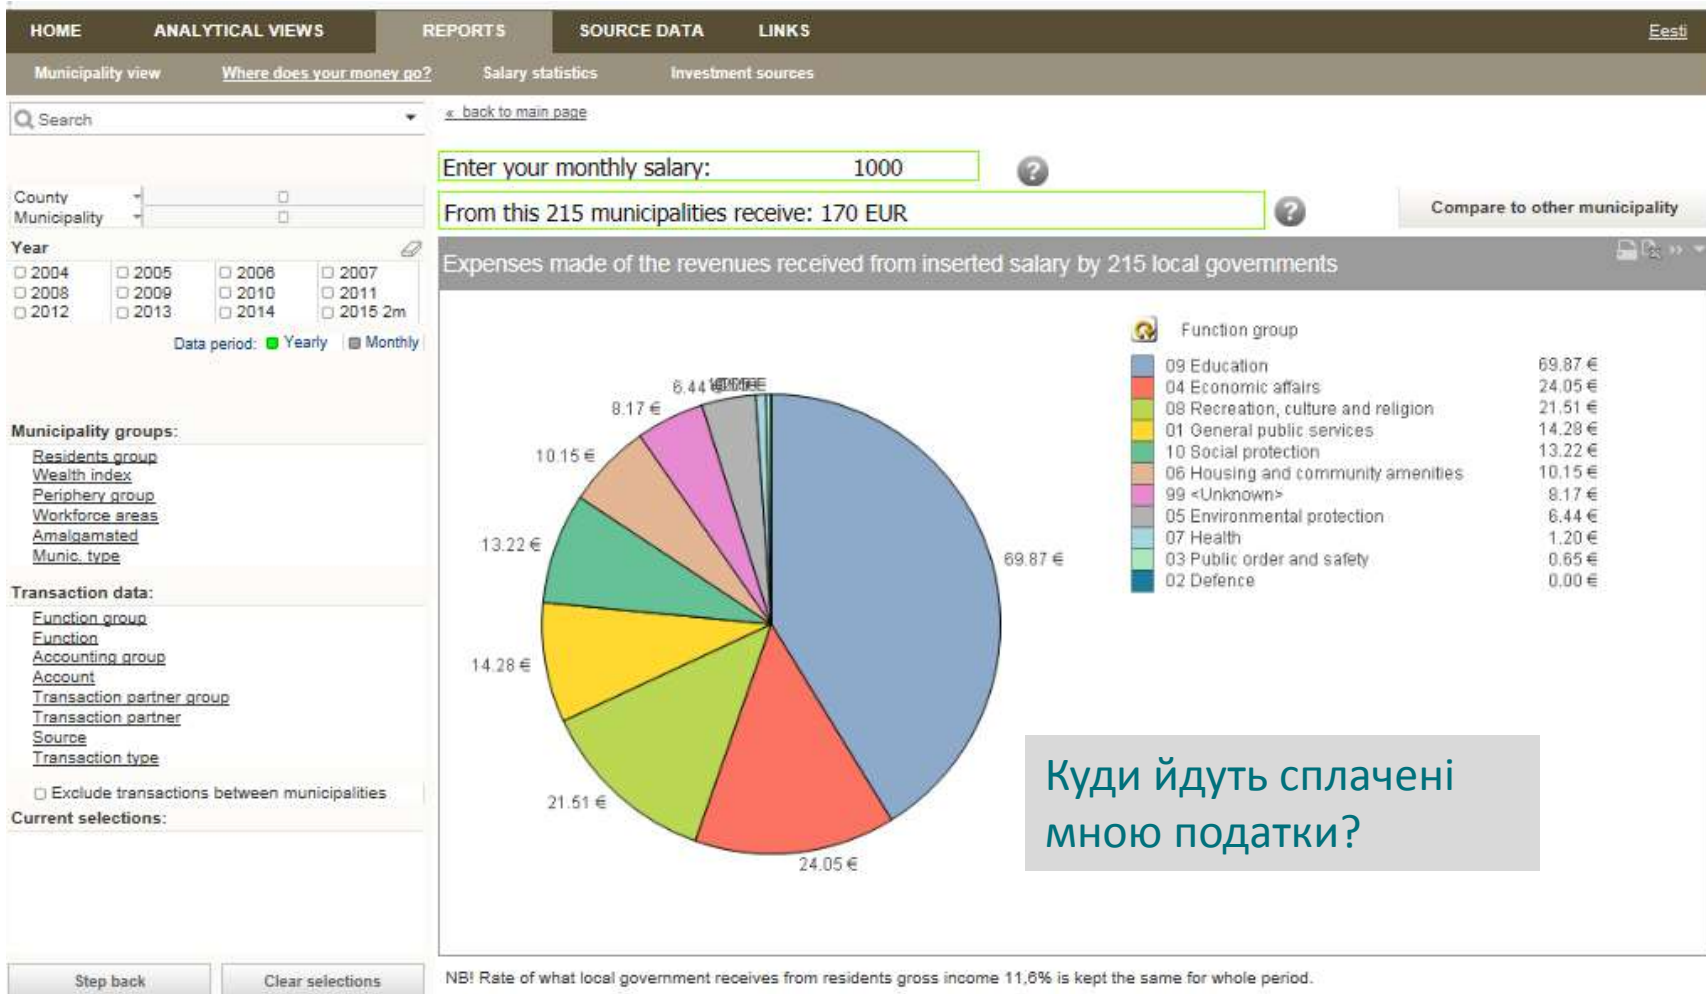 HOME ANALYTICAL VIEWS REPORTS SOURCE DATA LINKS Eesti
Municipality view Where does your money go? Salary statistics Investment sources
Search
« back to main page
Enter your monthly salary: 1000
From this 215 municipalities receive: 170 EUR
Compare to other municipality
County
Municipality
Year
2004 2005 2006 2007
2008 2009 2010 2011
2012 2013 2014 2015 2m
Data period: Yearly Monthly
Municipality groups:
Residents group
Wealth index
Periphery group
Workforce areas
Amalgamated
Munic. type
Transaction data:
Function group
Function
Accounting group
Account
Transaction partner group
Transaction partner
Source
Transaction type
Exclude transactions between municipalities
Current selections:
Step back Clear selections
Expenses made of the revenues received from inserted salary by 215 local governments
Function group
09 Education 69.87 €
04 Economic affairs 24.05 €
08 Recreation, culture and religion 21.51 €
01 General public services 14.28 €
10 Social protection 13.22 €
06 Housing and community amenities 10.15 €
99 <Unknown> 8.17 €
05 Environmental protection 6.44 €
07 Health 1.20 €
03 Public order and safety 0.65 €
02 Defence 0.00 €
6.44 €
8.17 €
10.15 €
13.22 €
69.87 €
14.28 €
21.51 €
24.05 €
Куди йдуть сплачені
мною податки?
NB! Rate of what local government receives from residents gross income 11,6% is kept the same for whole period.